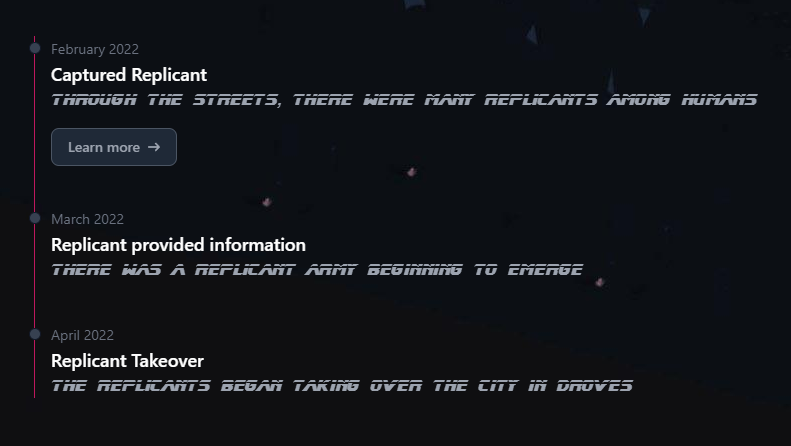 February 2022
Captured Replicant
THROUGH THE STREETS, THERE WERE MANY REPLICANTS AMONG HUMANS
Learn more →
March 2022
Replicant provided information
THERE WAS A REPLICANT ARMY BEGINNING TO EMERGE
April 2022
Replicant Takeover
THE REPLICANTS BEGAN TAKING OVER THE CITY IN DROVES